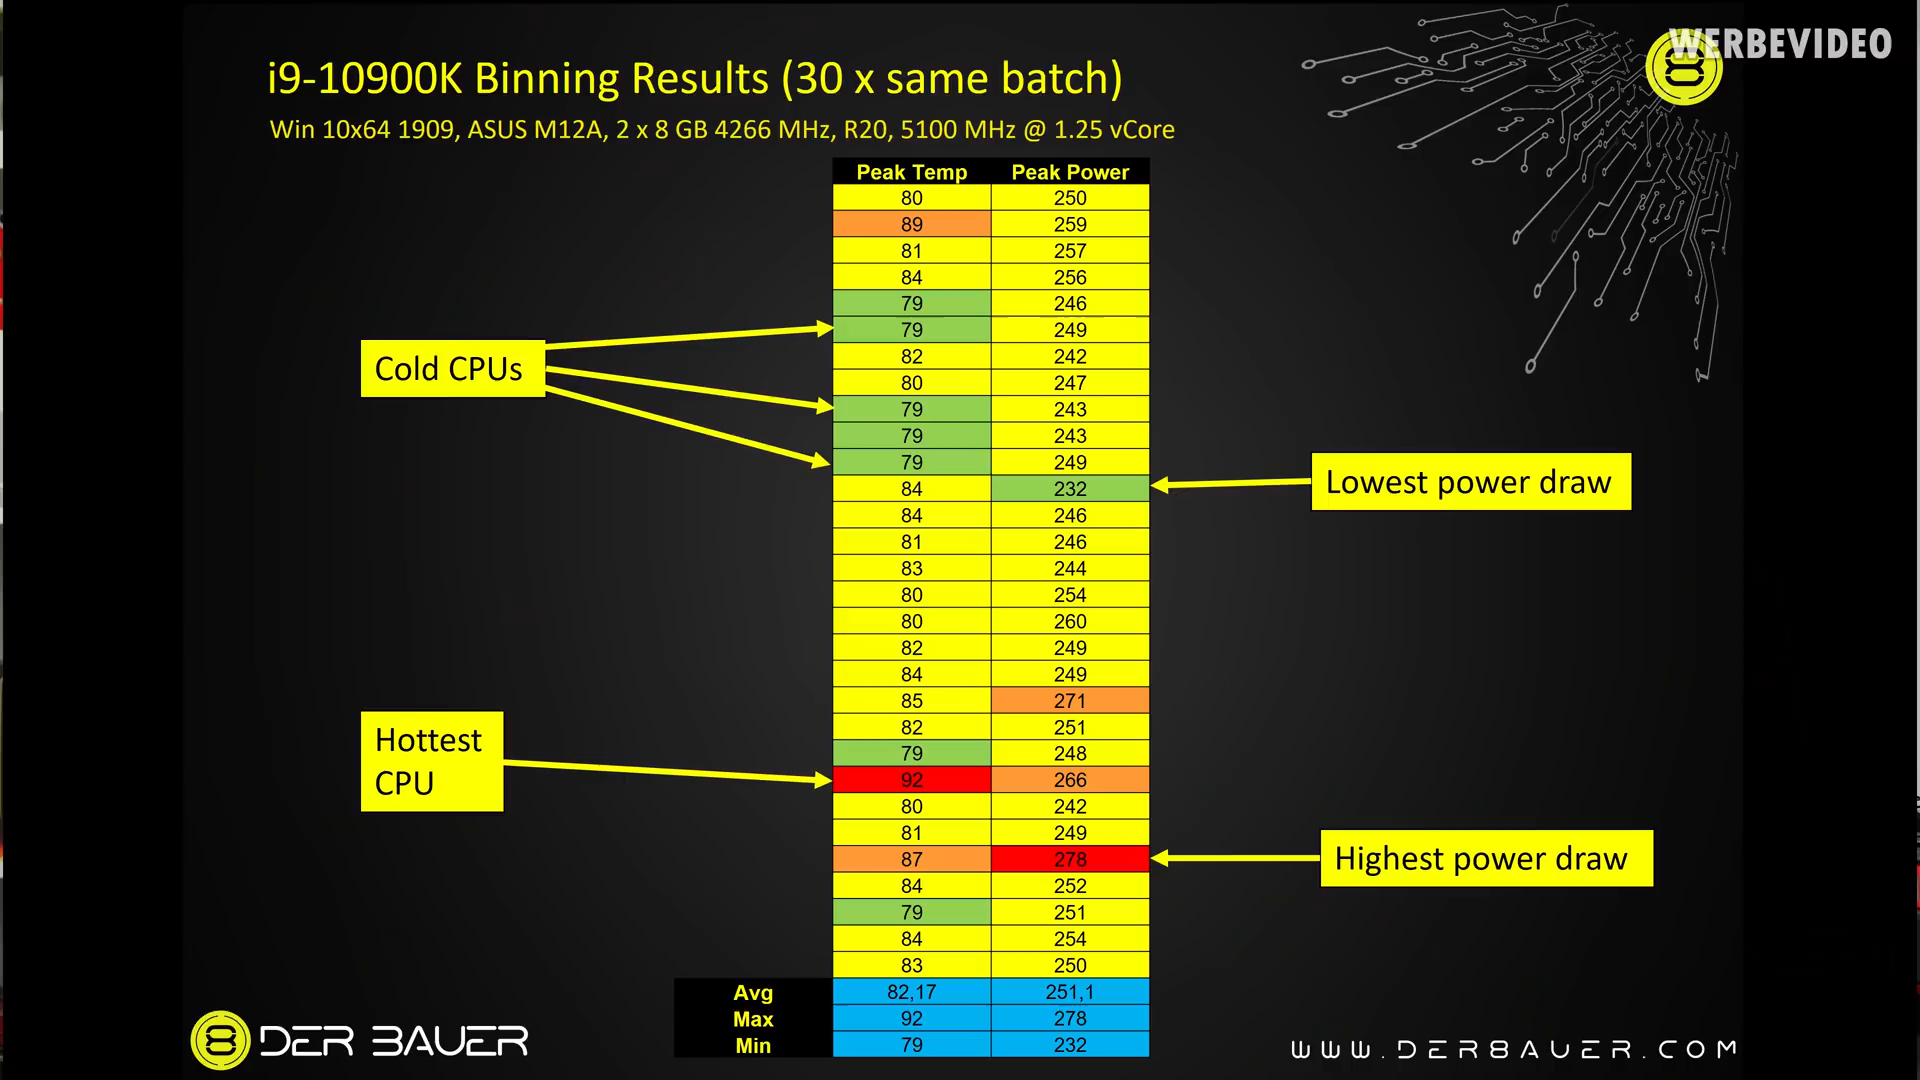 WERBEVIDEO
i9-10900K Binning Results (30 x same batch)
Win 10x64 1909, ASUS M12A, 2 x 8 GB 4266 MHz, R20, 5100 MHz @ 1.25 vCore
Peak Temp Peak Power
80 250
89 259
81 257
84 256
79 246
79 249
82 242
80 247
79 243
79 243
79 249
84 232
84 246
81 246
83 244
80 254
80 260
82 249
84 249
85 271
82 251
79 248
92 266
80 242
81 249
87 278
84 252
79 251
84 254
83 250
Avg 82,17 251,1
Max 92 278
Min 79 232
Cold CPUs
Lowest power draw
Hottest
CPU
Highest power draw
DER BAUER
WWW.DER8AUER.COM